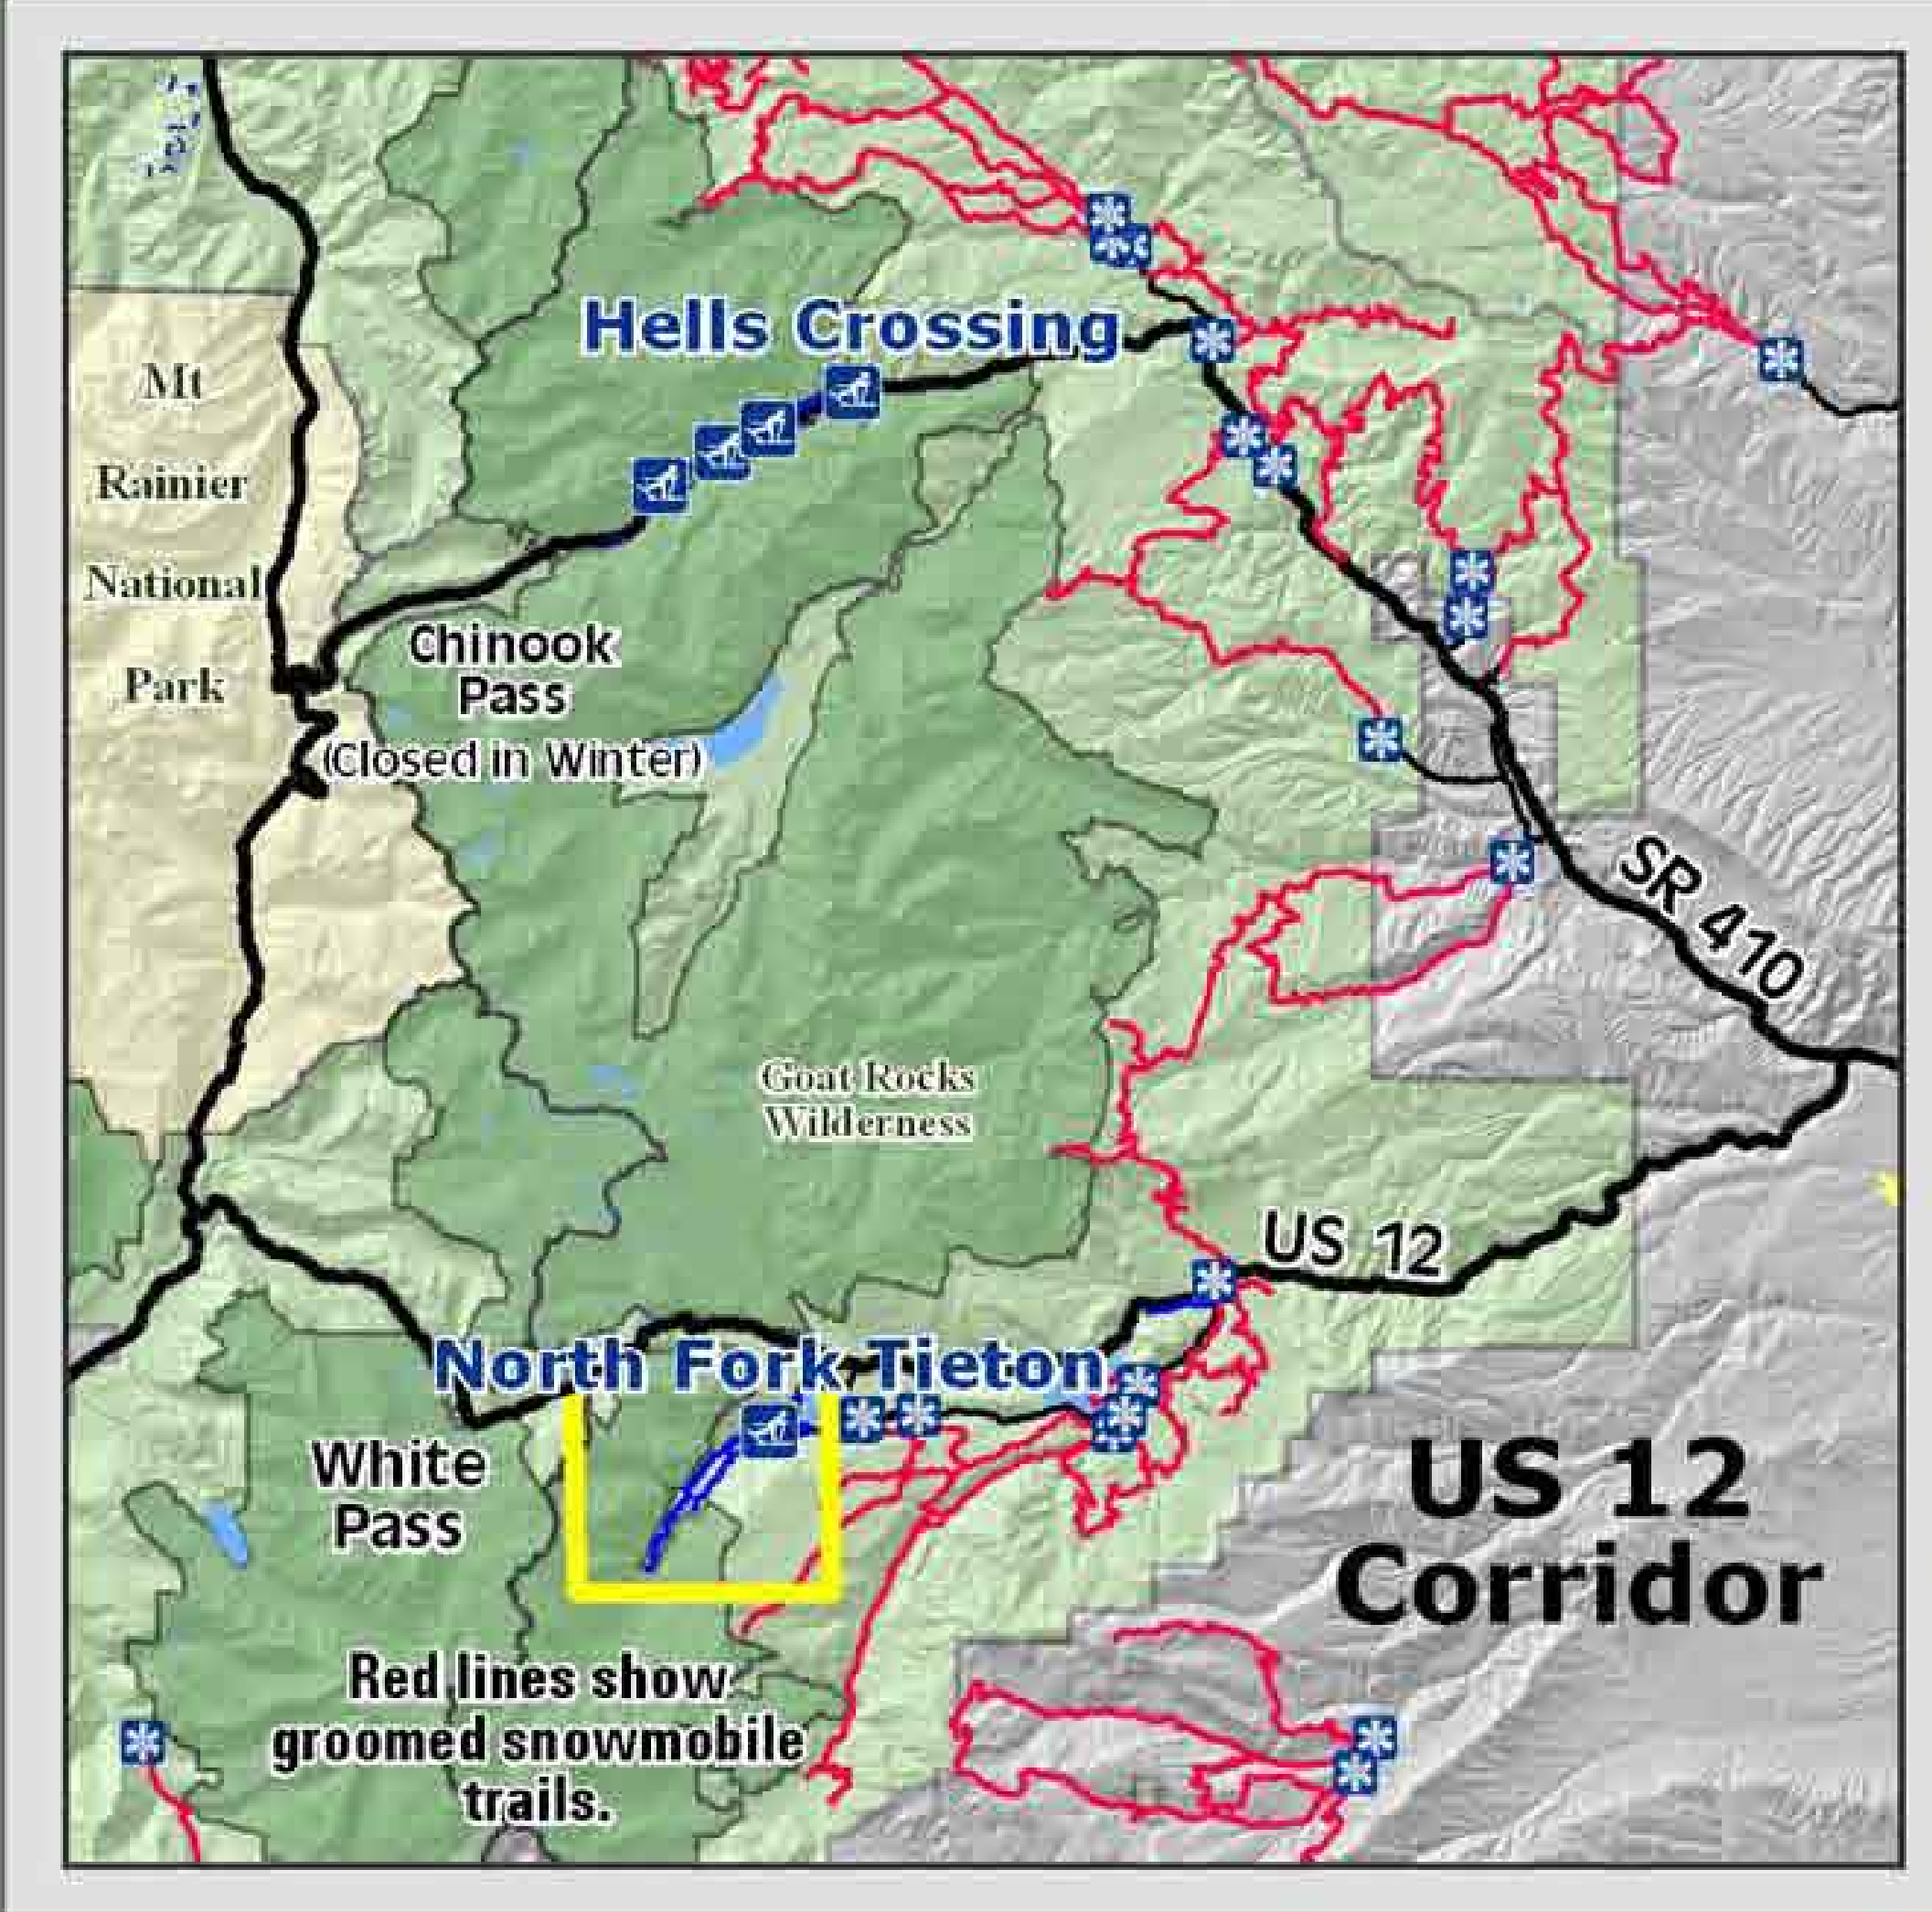 Hells Crossing
Mt
Rainier
National
Park
Chinook
Pass
(Closed in Winter)
SR 410
Goat Rocks
Wilderness
US 12
North Fork Tieton
White
Pass
US 12
Corridor
Red lines show
groomed snowmobile
trails.